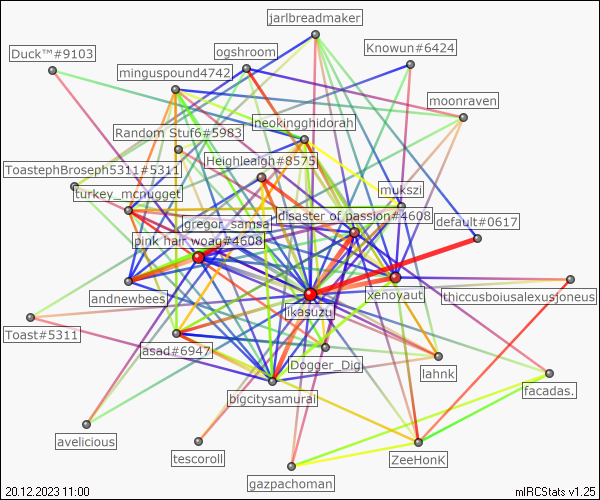 jarlbreadmaker
Duck™#9103
ogshroom
Knowun#6424
minguspound4742
moonraven
Random Stuf6#5983
neokingghidorah
Heighleigh#8575
ToastephBroseph5311#5311
turkey_mcnugget
mukszi
gregor_samsa
disaster of passion#4608
default#0617
pink hair woag#4608
andnewbees
ikasuzu
xenoyaut
thiccusboiusalexusjoneus
Toast#5311
asad#6947
Dogger_Digi
lahnk
bigcitysamurai
facadas.
avelicious
tescoroll
ZeeHonK
gazpachoman
20.12.2023 11:00
mIRCStats v1.25